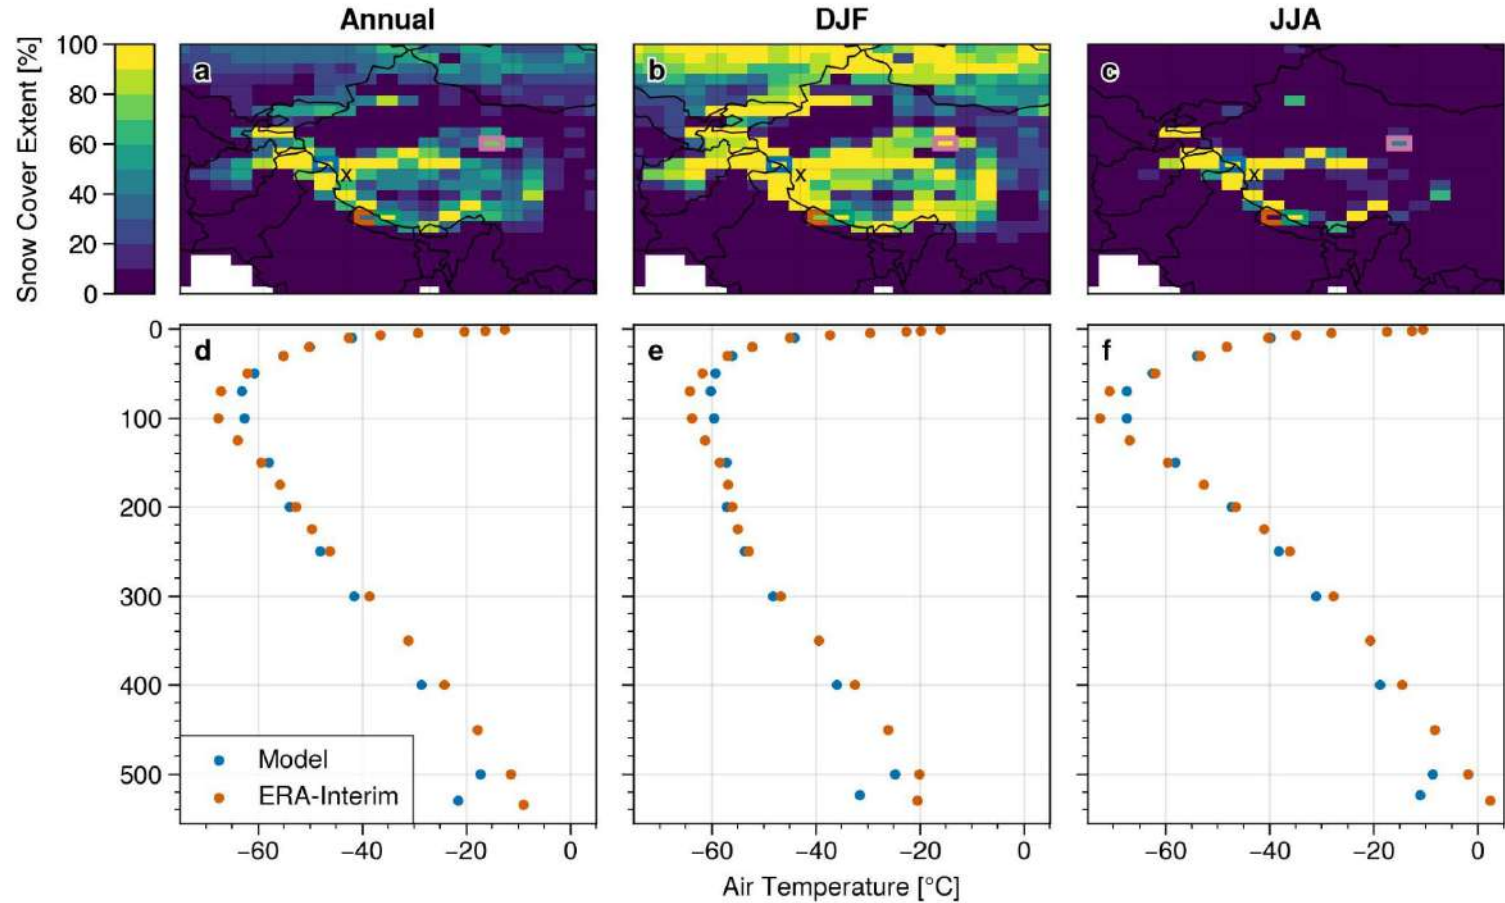 Annual DJF JJA
Snow Cover Extent [%]
100
80
60
40
20
0
a
x
b
x
c
x
0
100
200
300
400
500
d
e
f
Model
ERA-Interim
−60 −40 −20 0
−60 −40 −20 0
−60 −40 −20 0
Air Temperature [°C]